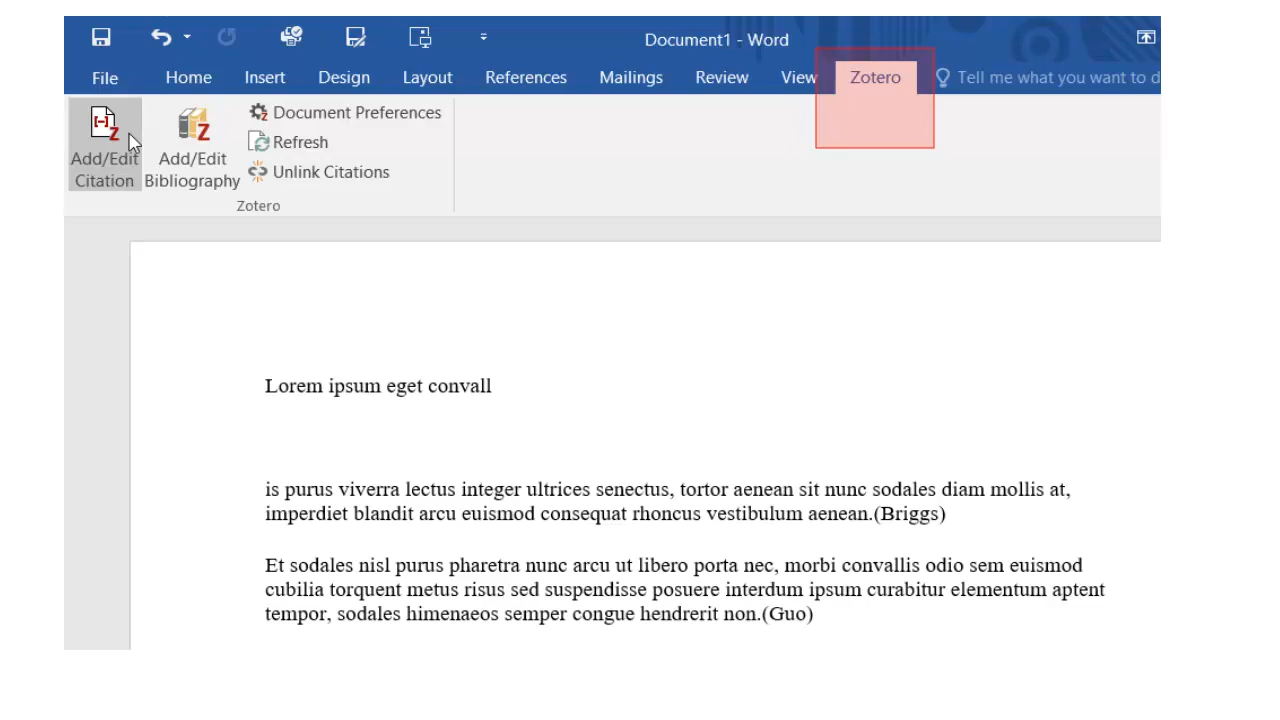 Document1 - Word
File Home Insert Design Layout References Mailings Review View Zotero Tell me what you want to d
Add/Edit Citation
Add/Edit Bibliography
Document Preferences
Refresh
Unlink Citations
Zotero
Lorem ipsum eget convall
is purus viverra lectus integer ultrices senectus, tortor aenean sit nunc sodales diam mollis at,
imperdiet blandit arcu euismod consequat rhoncus vestibulum aenean.(Briggs)
Et sodales nisl purus pharetra nunc arcu ut libero porta nec, morbi convallis odio sem euismod
cubilia torquent metus risus sed suspendisse posuere interdum ipsum curabitur elementum aptent
tempor, sodales himenaeos semper congue hendrerit non.(Guo)